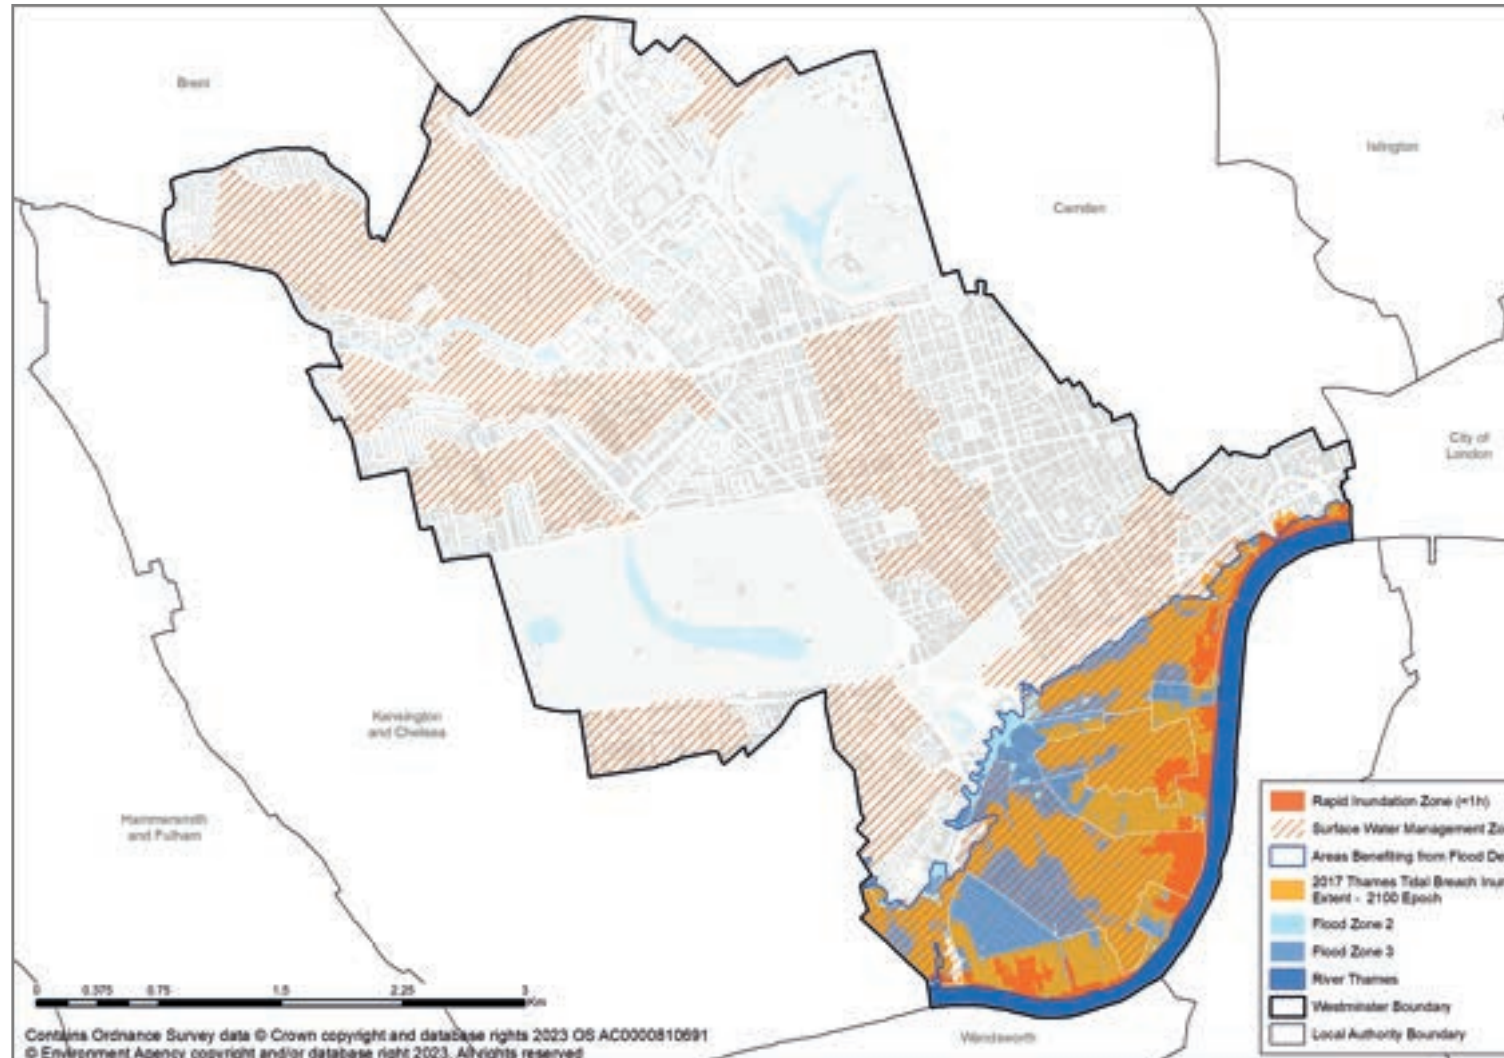 Brent
Islington
Camden
City of
London
Kensington
and Chelsea
Hammersmith
and Fulham
Wandsworth
Rapid Inundation Zone (<1h)
Surface Water Management Zo
Areas Benefiting from Flood De
2017 Thames Tidal Breach Inun
Extent - 2100 Epoch
Flood Zone 2
Flood Zone 3
River Thames
Westminster Boundary
Local Authority Boundary
0 0.375 0.75 1.5 2.25 3
Km
Contains Ordnance Survey data © Crown copyright and database rights 2023 OS AC0000810691
© Environment Agency copyright and/or database right 2023. All rights reserved